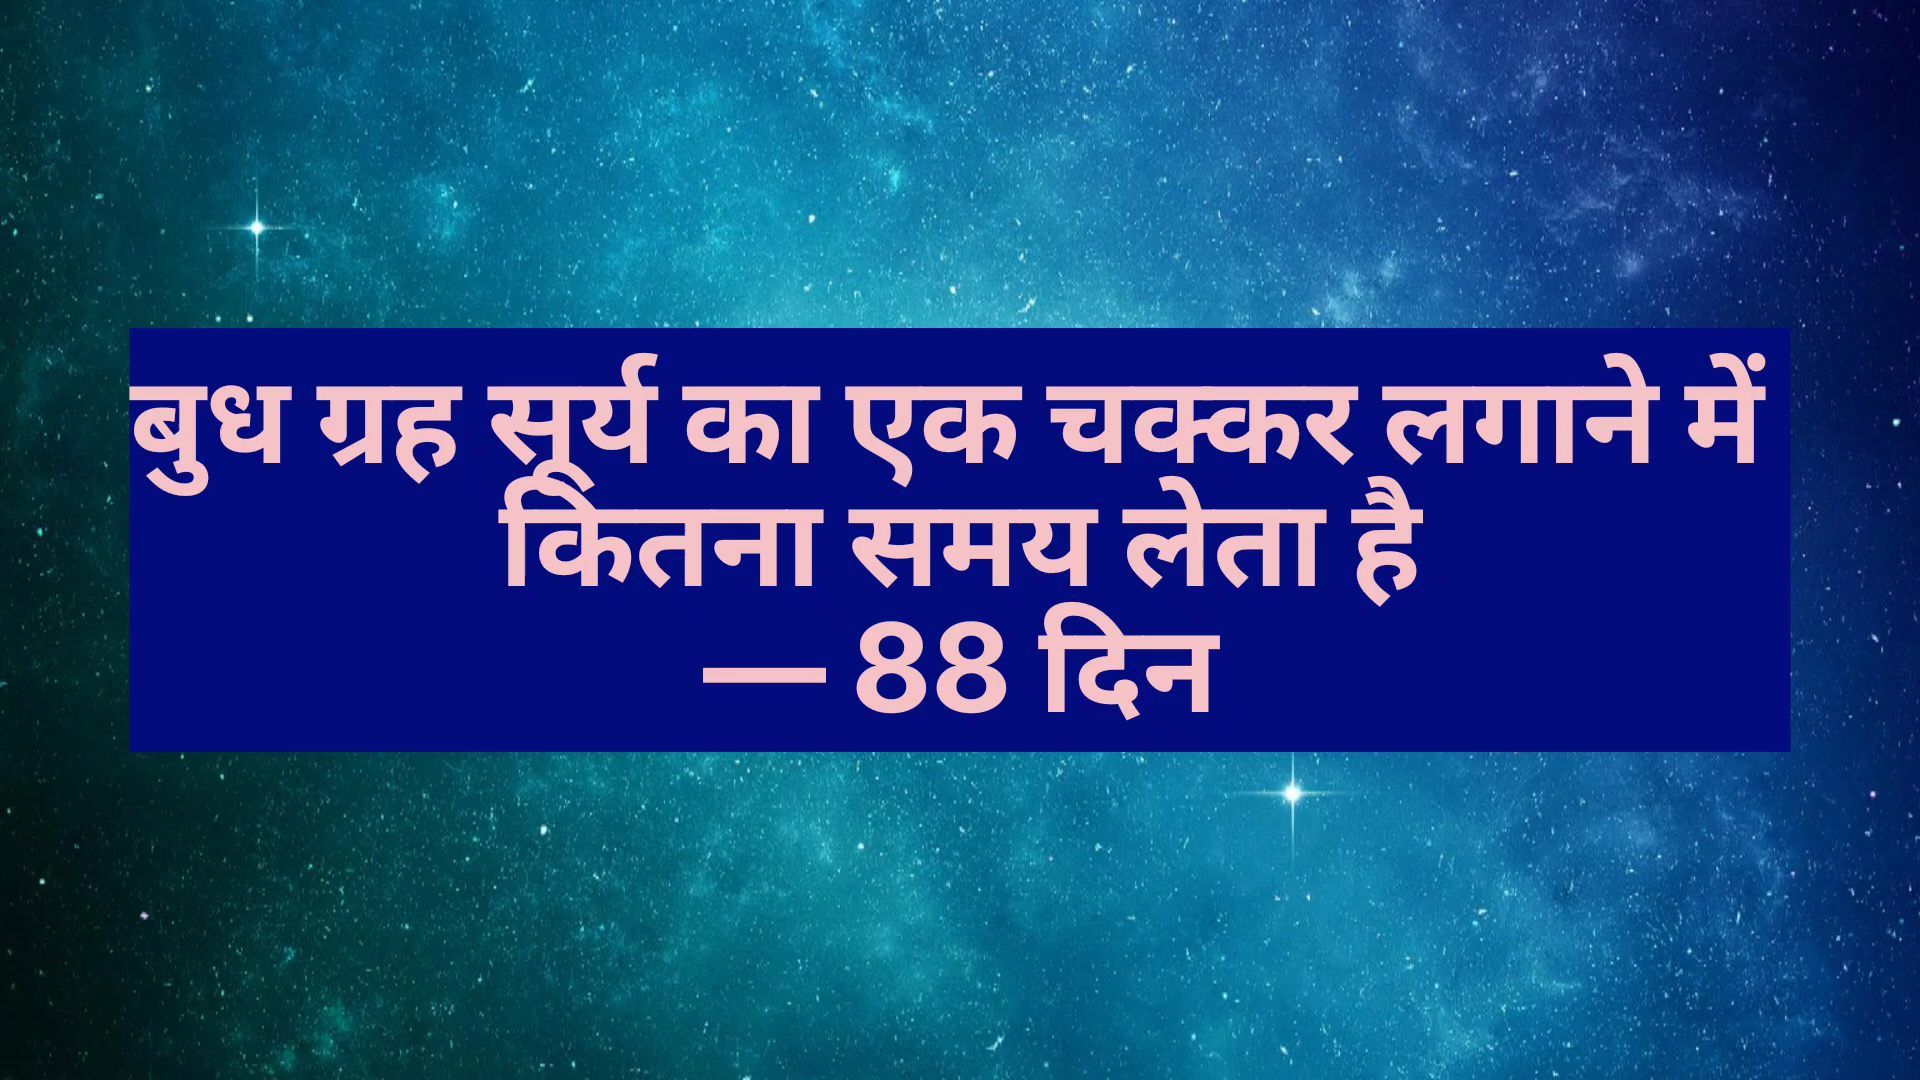 बुध ग्रह सूर्य का एक चक्कर लगाने में
कितना समय लेता है
— 88 दिन